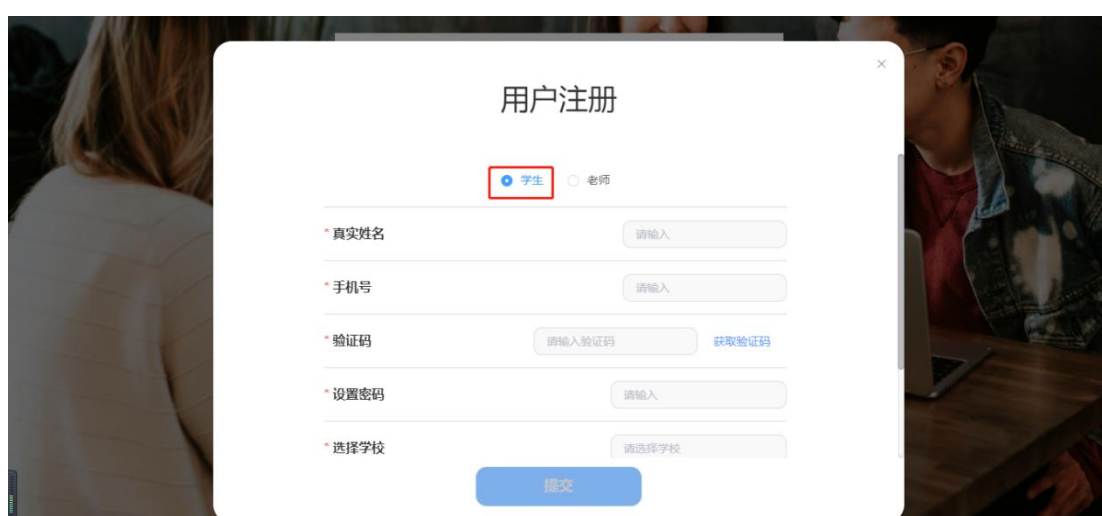 用户注册
学生 老师
* 真实姓名 请输入
* 手机号 请输入
* 验证码 请输入验证码 获取验证码
* 设置密码 请输入
* 选择学校 请选择学校
提交